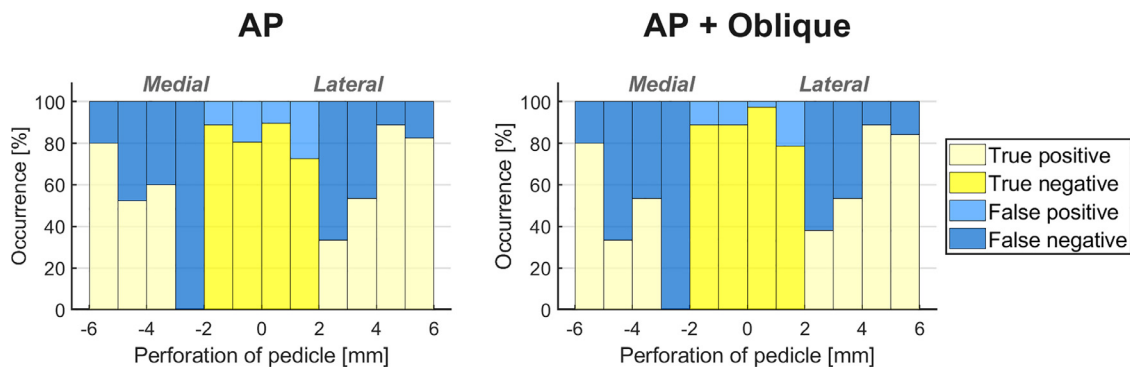 AP
Medial
Lateral
Occurrence [%]
100
80
60
40
20
0
-6
-4
-2
0
2
4
6
Perforation of pedicle [mm]
AP + Oblique
Medial
Lateral
Occurrence [%]
100
80
60
40
20
0
-6
-4
-2
0
2
4
6
Perforation of pedicle [mm]
True positive
True negative
False positive
False negative